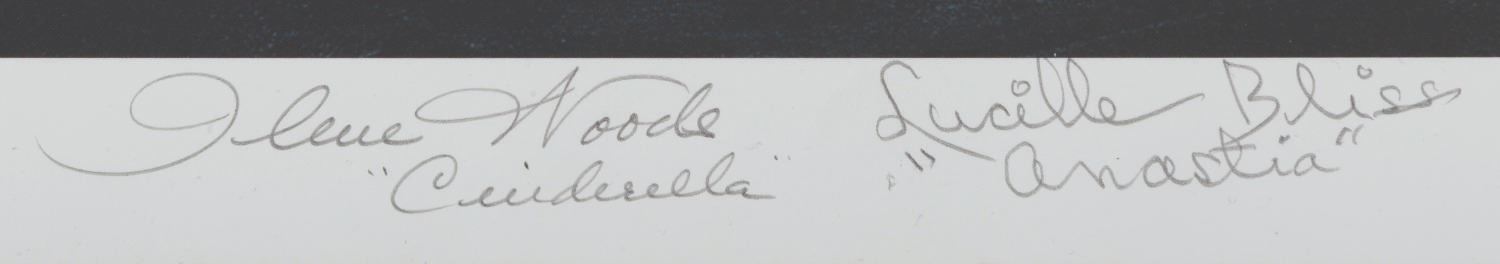 Ilene Woods
"Cinderella"
Lucille Bliss
"Anastia"